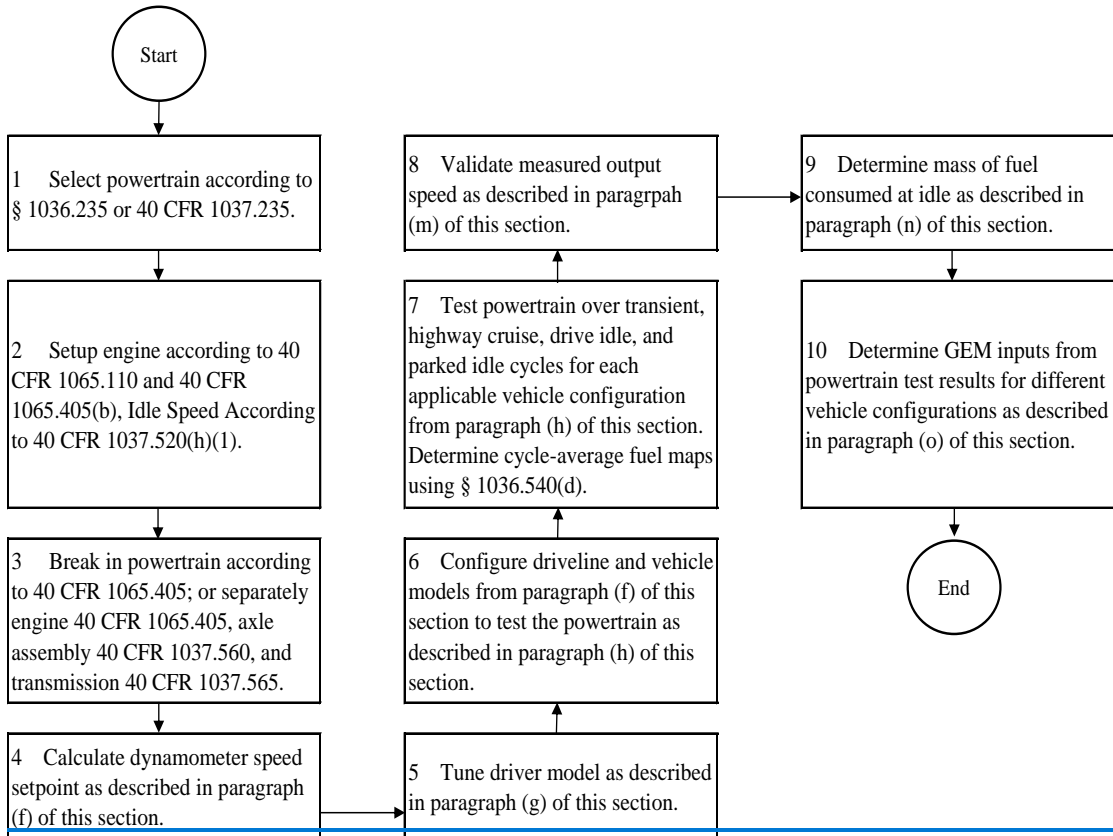 Start
1 Select powertrain according to
§ 1036.235 or 40 CFR 1037.235.
2 Setup engine according to 40
CFR 1065.110 and 40 CFR
1065.405(b), Idle Speed According
to 40 CFR 1037.520(h)(1).
3 Break in powertrain according
to 40 CFR 1065.405; or separately
engine 40 CFR 1065.405, axle
assembly 40 CFR 1037.560, and
transmission 40 CFR 1037.565.
4 Calculate dynamometer speed
setpoint as described in paragraph
(f) of this section.
5 Tune driver model as described
in paragraph (g) of this section.
6 Configure driveline and vehicle
models from paragraph (f) of this
section to test the powertrain as
described in paragraph (h) of this
section.
7 Test powertrain over transient,
highway cruise, drive idle, and
parked idle cycles for each
applicable vehicle configuration
from paragraph (h) of this section.
Determine cycle-average fuel maps
using § 1036.540(d).
8 Validate measured output
speed as described in paragrpah
(m) of this section.
9 Determine mass of fuel
consumed at idle as described in
paragraph (n) of this section.
10 Determine GEM inputs from
powertrain test results for different
vehicle configurations as described
in paragraph (o) of this section.
End